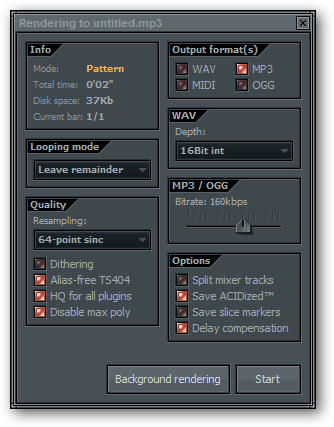 Rendering to untitled.mp3
Info
Mode: Pattern
Total time: 0'02"
Disk space: 37Kb
Current bar: 1/1
Looping mode
Leave remainder
Quality
Resampling:
64-point sinc
Dithering
Alias-free TS404
HQ for all plugins
Disable max poly
Output format(s)
WAV MP3
MIDI OGG
WAV
Depth:
16Bit int
MP3 / OGG
Bitrate: 160kbps
Options
Split mixer tracks
Save ACIDized™
Save slice markers
Delay compensation
Background rendering Start